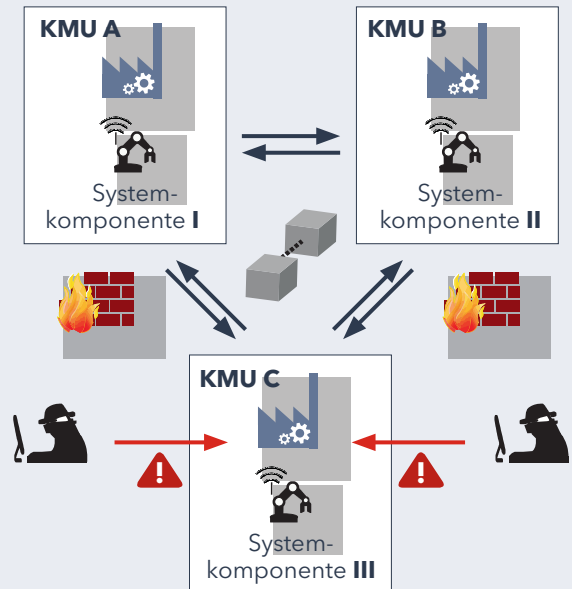 KMU A
System-
komponente I
KMU B
System-
komponente II
KMU C
System-
komponente III